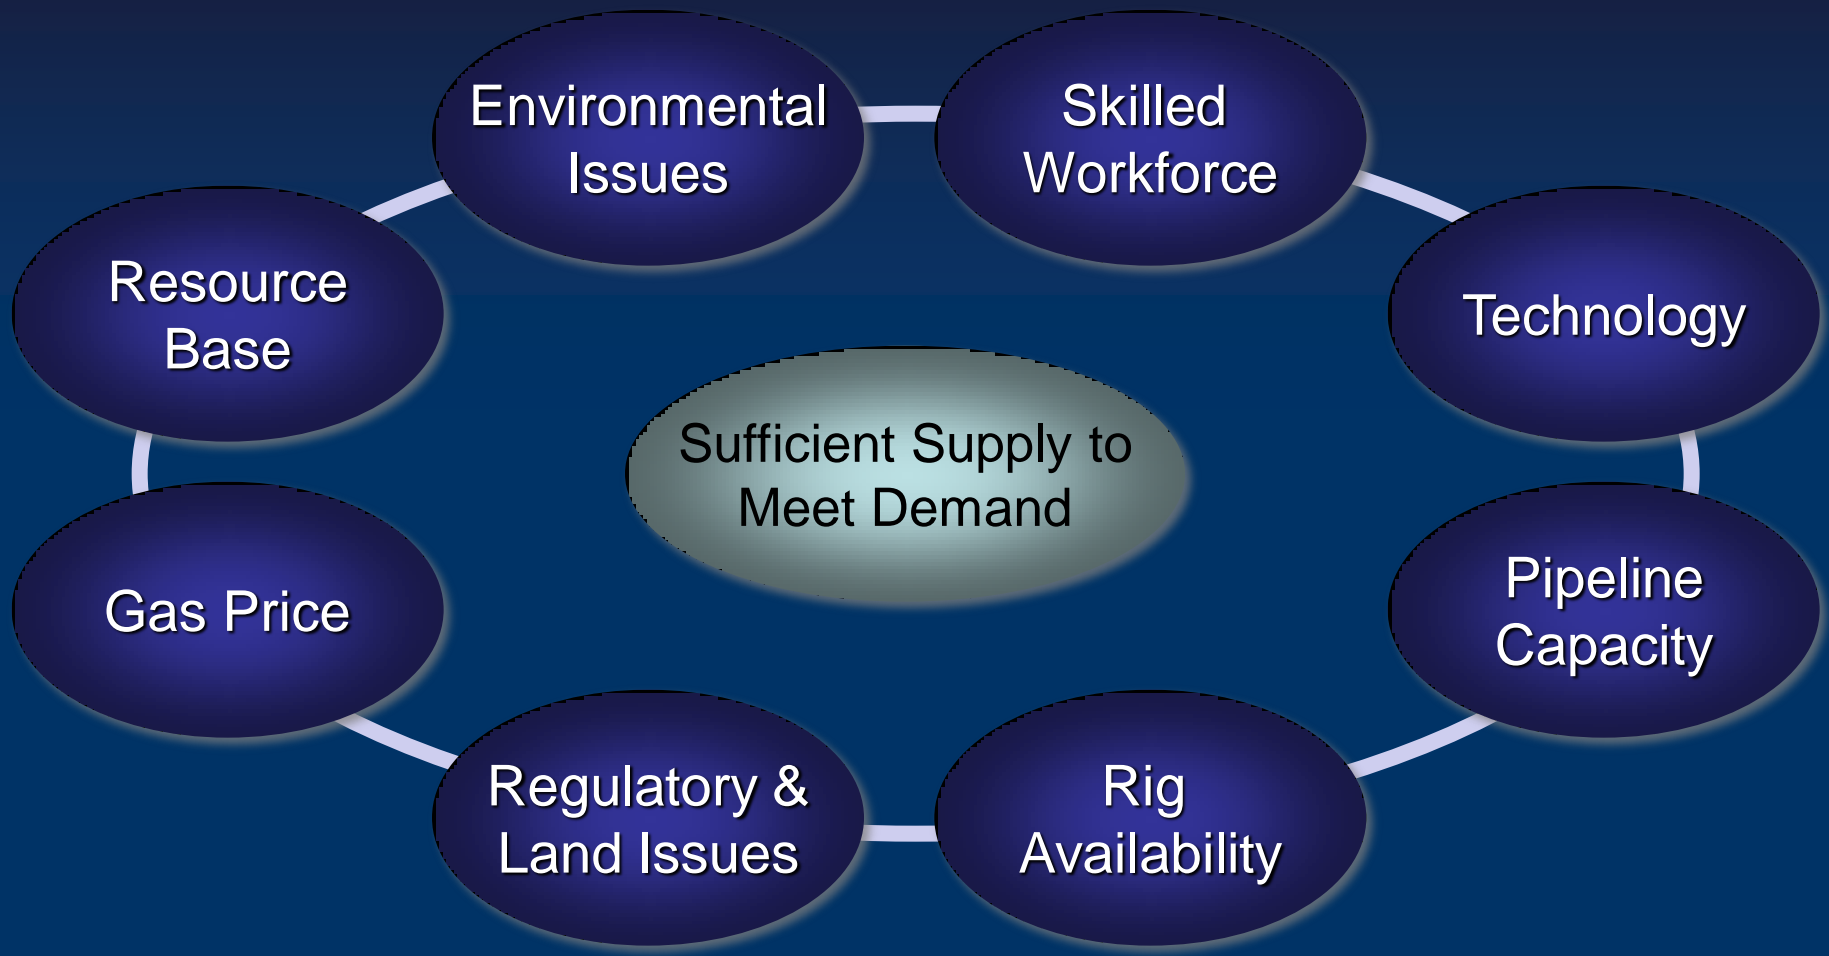 Environmental
Issues
Skilled
Workforce
Resource
Base
Technology
Sufficient Supply to
Meet Demand
Gas Price
Pipeline
Capacity
Regulatory &
Land Issues
Rig
Availability